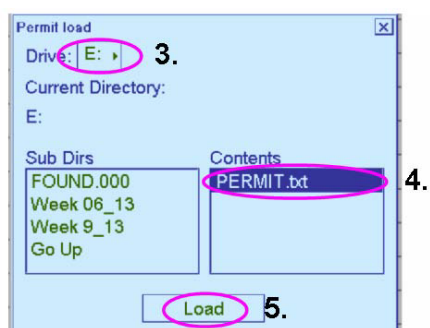 Permit load
Drive: E: 3.
Current Directory:
E:
Sub Dirs
FOUND.000
Week 06_13
Week 9_13
Go Up
Contents
PERMIT.txt 4.
Load 5.